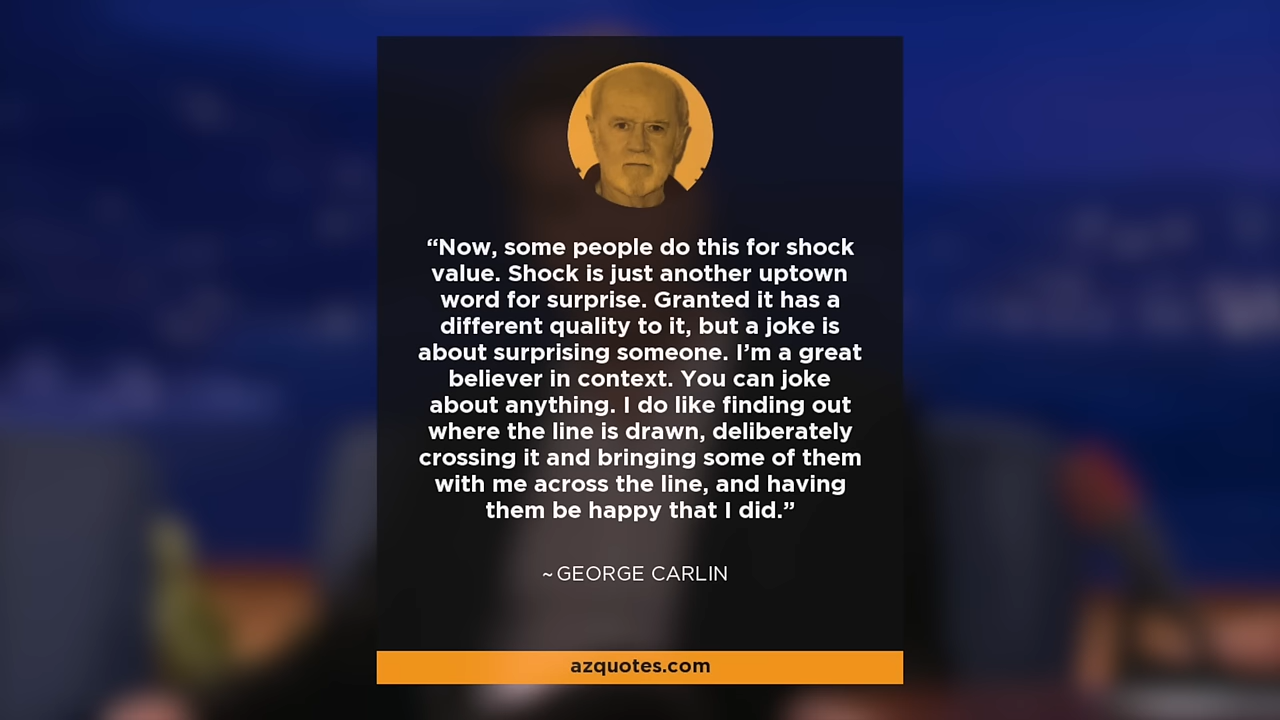 “Now, some people do this for shock
value. Shock is just another uptown
word for surprise. Granted it has a
different quality to it, but a joke is
about surprising someone. I’m a great
believer in context. You can joke
about anything. I do like finding out
where the line is drawn, deliberately
crossing it and bringing some of them
with me across the line, and having
them be happy that I did.”
~ GEORGE CARLIN
azquotes.com